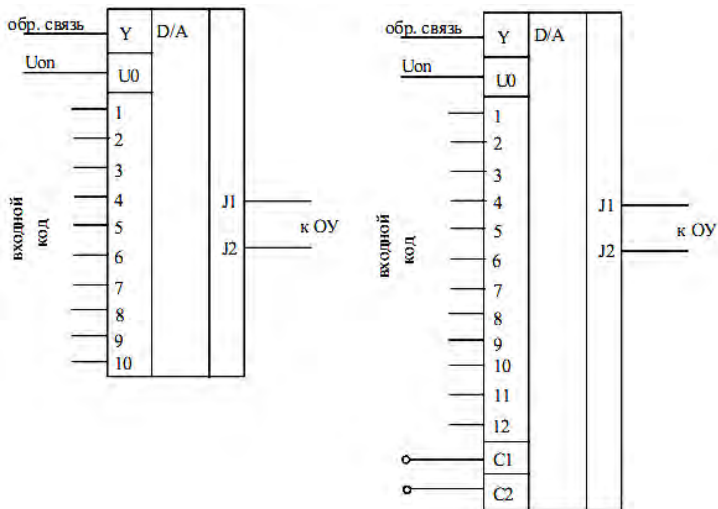 обр. связь
Y
D/A
Uоп
U0
1
2
3
4
5
6
7
8
9
10
входной
код
J1
J2
к ОУ
обр. связь
Y
D/A
Uоп
U0
1
2
3
4
5
6
7
8
9
10
11
12
C1
C2
входной
код
J1
J2
к ОУ